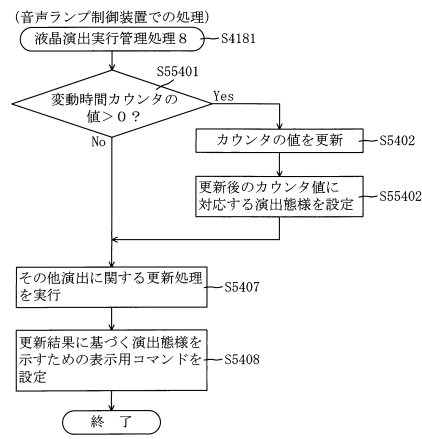 （音声ランプ制御装置での処理）
液晶演出実行管理処理８
S4181
S55401
変動時間カウンタの
値＞０？
Yes
No
カウンタの値を更新
S5402
更新後のカウンタ値に
対応する演出態様を設定
S55402
その他演出に関する更新処理
を実行
S5407
更新結果に基づく演出態様を
示すための表示用コマンドを
設定
S5408
終　了